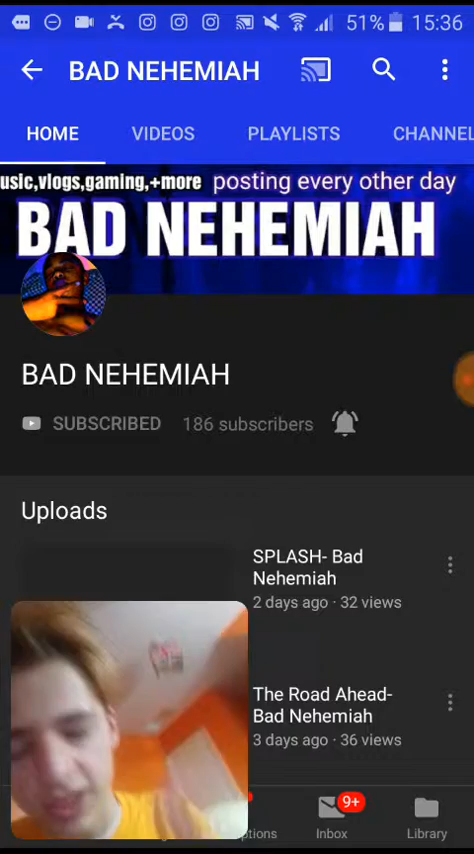 51% 15:36
BAD NEHEMIAH
HOME VIDEOS PLAYLISTS CHANNEL
usic,vlogs,gaming,+more posting every other day
BAD NEHEMIAH
BAD NEHEMIAH
SUBSCRIBED 186 subscribers
Uploads
SPLASH- Bad
Nehemiah
2 days ago · 32 views
The Road Ahead-
Bad Nehemiah
3 days ago · 36 views
9+
ptions Inbox Library